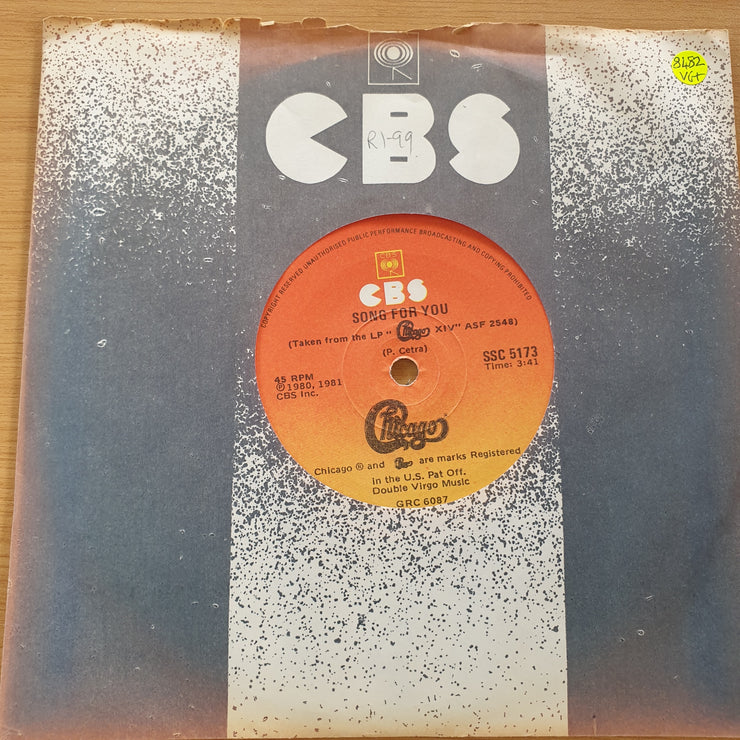 8482
VG+
CBS
R1-99
COPYRIGHT RESERVED UNAUTHORISED PUBLIC PERFORMANCE BROADCASTING AND COPYING PROHIBITED
CBS
CBS
SONG FOR YOU
(Taken from the LP "Chicago XIV" ASF 2548)
(P. Cetra)
SSC 5173
Time: 3:41
45 RPM
℗ 1980, 1981
CBS Inc.
Chicago
Chicago ® and Chicago are marks Registered
in the U.S. Pat Off.
Double Virgo Music
GRC 6087